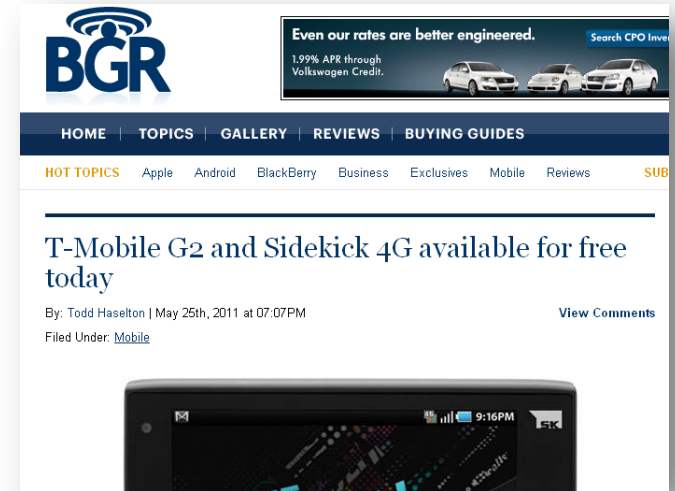 BGR
Even our rates are better engineered.
Search CPO Inve
1.99% APR through
Volkswagen Credit.
HOME | TOPICS | GALLERY | REVIEWS | BUYING GUIDES
HOT TOPICS Apple Android BlackBerry Business Exclusives Mobile Reviews SUB
T-Mobile G2 and Sidekick 4G available for free
today
By: Todd Haselton | May 25th, 2011 at 07:07PM View Comments
Filed Under: Mobile
4G 9:16PM SK